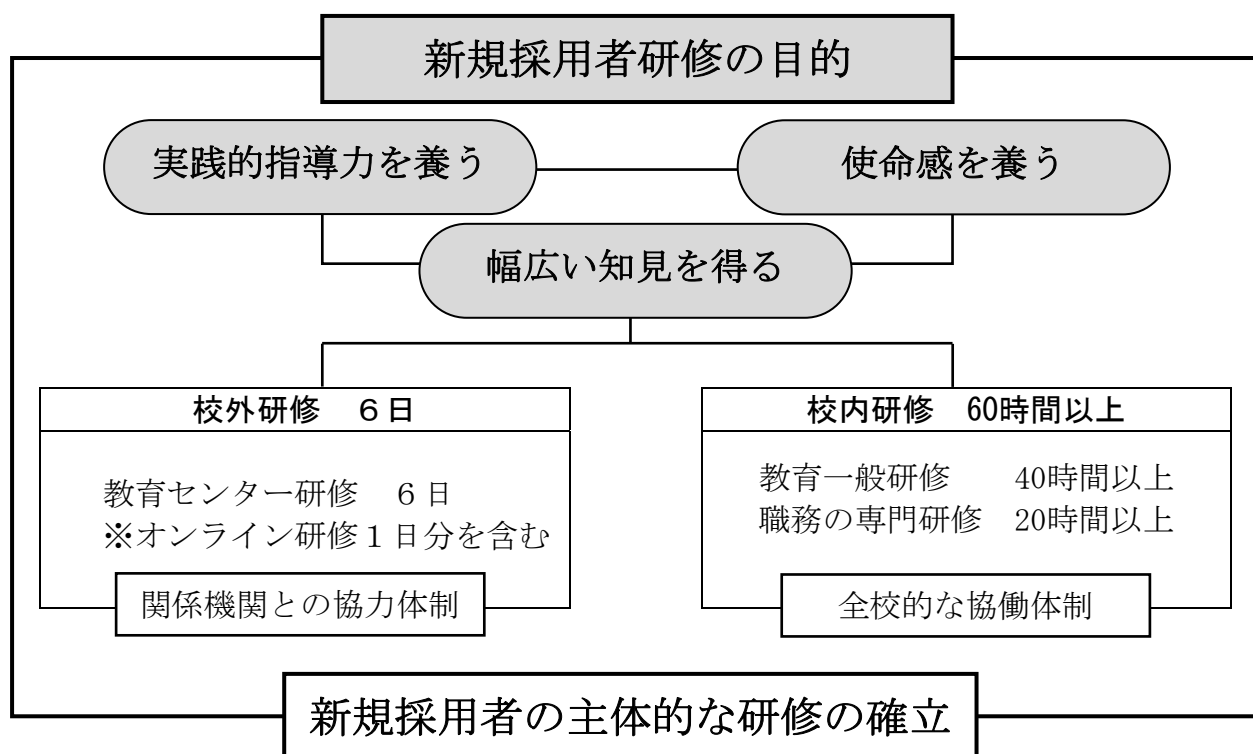 新規採用者研修の目的
実践的指導力を養う
使命感を養う
幅広い知見を得る
校外研修　６日
教育センター研修　６日
※オンライン研修１日分を含む
関係機関との協力体制
校内研修　60時間以上
教育一般研修　　40時間以上
職務の専門研修　20時間以上
全校的な協働体制
新規採用者の主体的な研修の確立